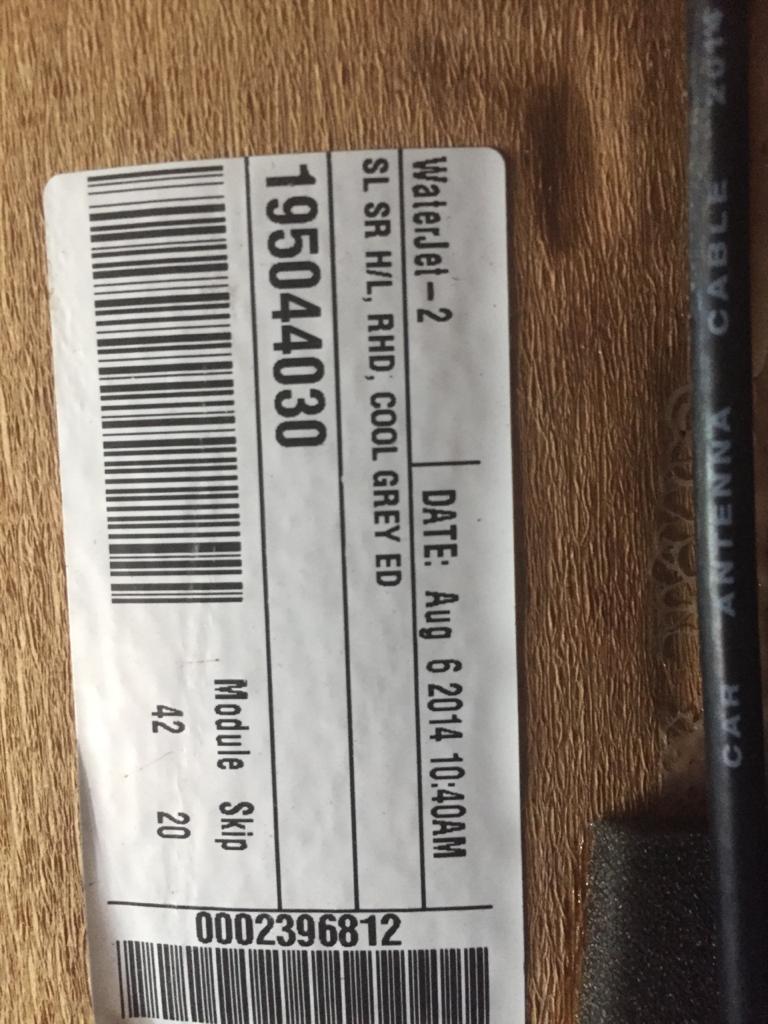 WaterJet-2 DATE: Aug 6 2014 10:40AM
SL SR H/L, RHD, COOL GREY ED
195044030
Module Skip
42 20
0002396812
CAR ANTENNA CABLE 2014